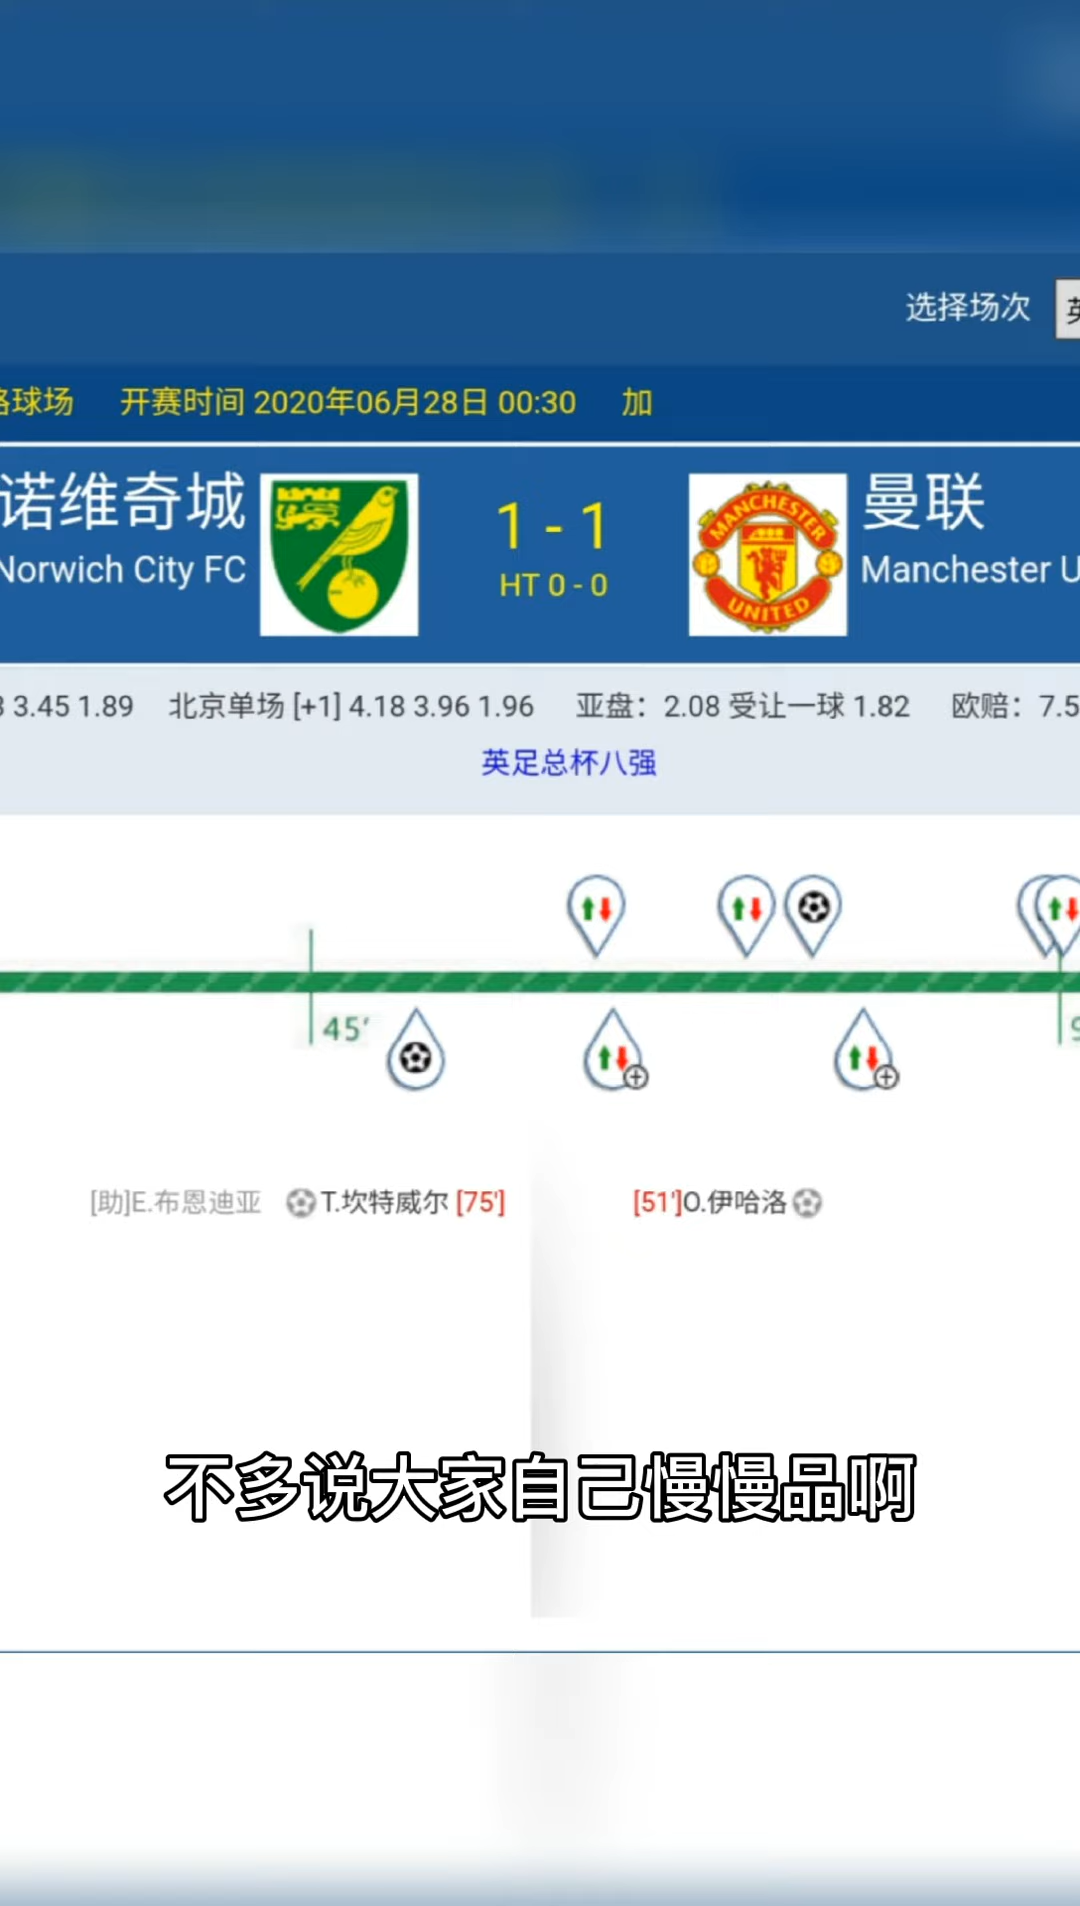 选择场次 英
路球场 开赛时间 2020年06月28日 00:30 加
诺维奇城 1 - 1 曼联
Norwich City FC HT 0 - 0 Manchester U
MANCHESTER
UNITED
3.45 1.89 北京单场 [+1] 4.18 3.96 1.96 亚盘：2.08 受让一球 1.82 欧赔：7.5
英足总杯八强
45' 9
[助]E.布恩迪亚 T.坎特威尔 [75'] [51']O.伊哈洛
不多说大家自己慢慢品啊